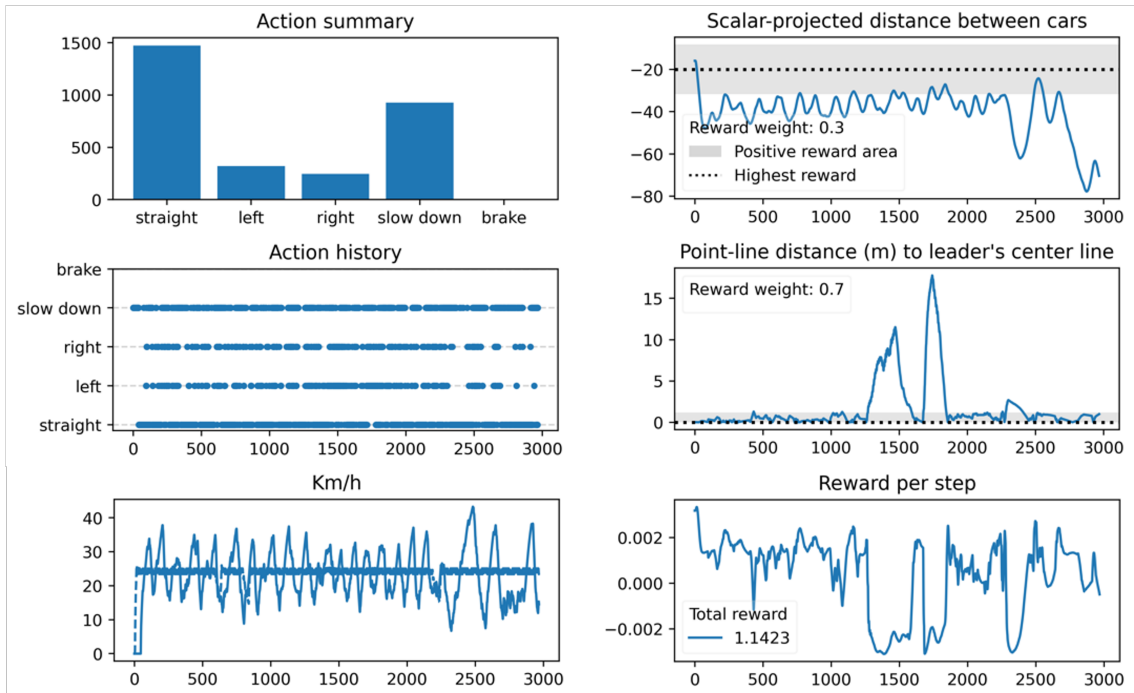 Action summary
1500
1000
500
0
straight left right slow down brake
Scalar-projected distance between cars
−20
−40
−60
−80
Reward weight: 0.3
Positive reward area
Highest reward
0 500 1000 1500 2000 2500 3000
Action history
brake
slow down
right
left
straight
0 500 1000 1500 2000 2500 3000
Point-line distance (m) to leader's center line
15
10
5
0
Reward weight: 0.7
0 500 1000 1500 2000 2500 3000
Km/h
40
30
20
10
0
0 500 1000 1500 2000 2500 3000
Reward per step
0.002
0.000
−0.002
Total reward
1.1423
0 500 1000 1500 2000 2500 3000